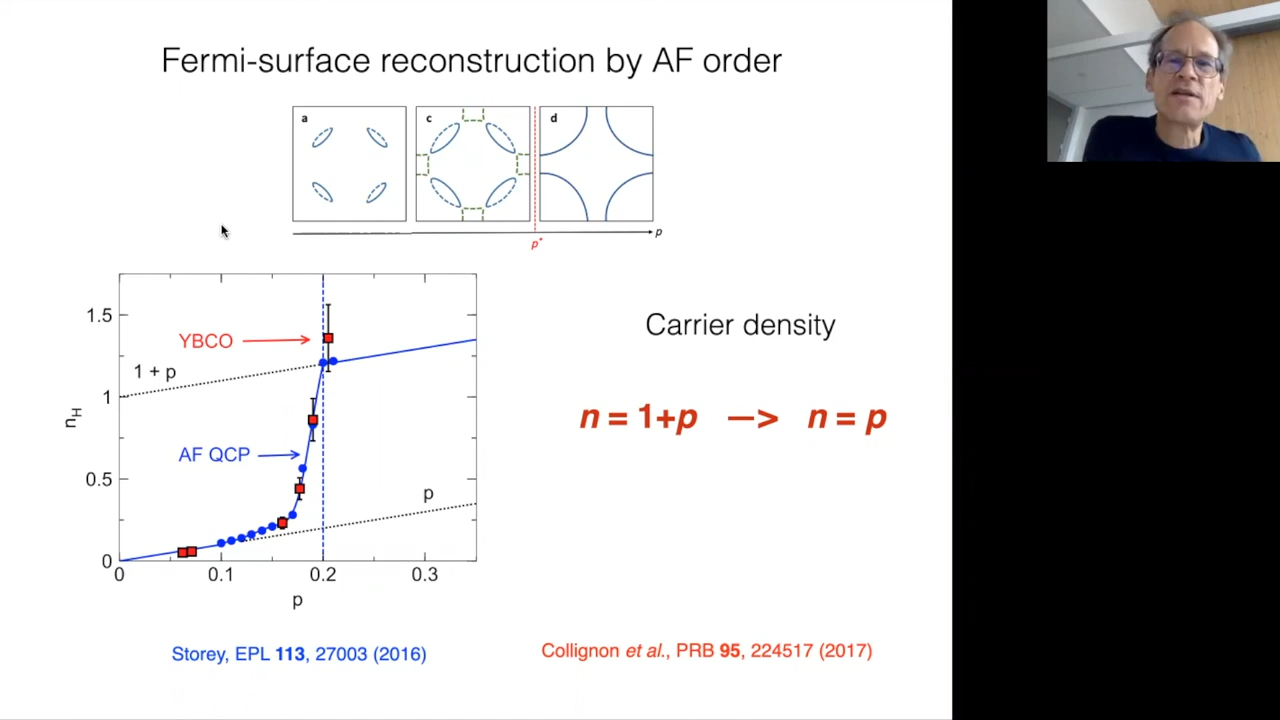 Fermi-surface reconstruction by AF order
a
c
d
p
p*
1.5
YBCO
1 + p
1
n_H
AF QCP
0.5
p
0
0
0.1
0.2
0.3
p
Carrier density
n = 1+p —> n = p
Storey, EPL 113, 27003 (2016)
Collignon et al., PRB 95, 224517 (2017)